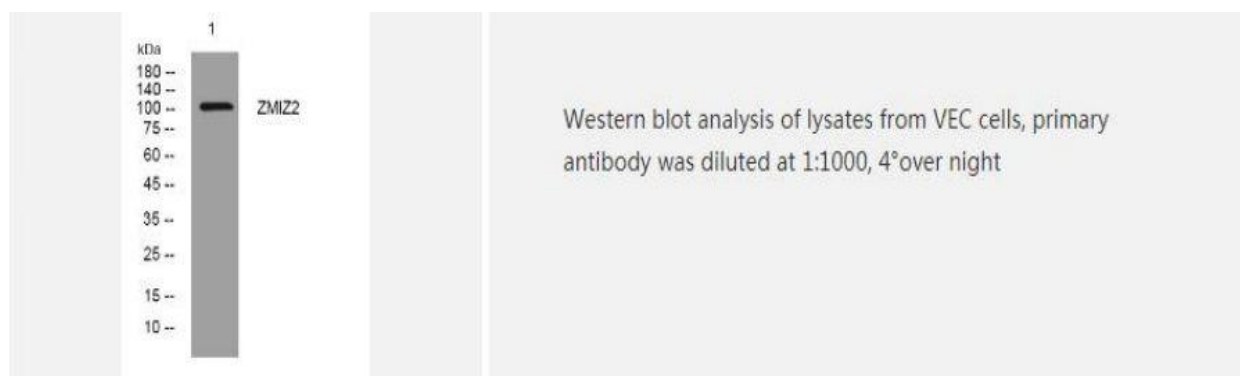 1
kDa
180 --
140 --
100 --
ZMIZ2
75 --
60 --
45 --
35 --
25 --
15 --
10 --
Western blot analysis of lysates from VEC cells, primary
antibody was diluted at 1:1000, 4°over night